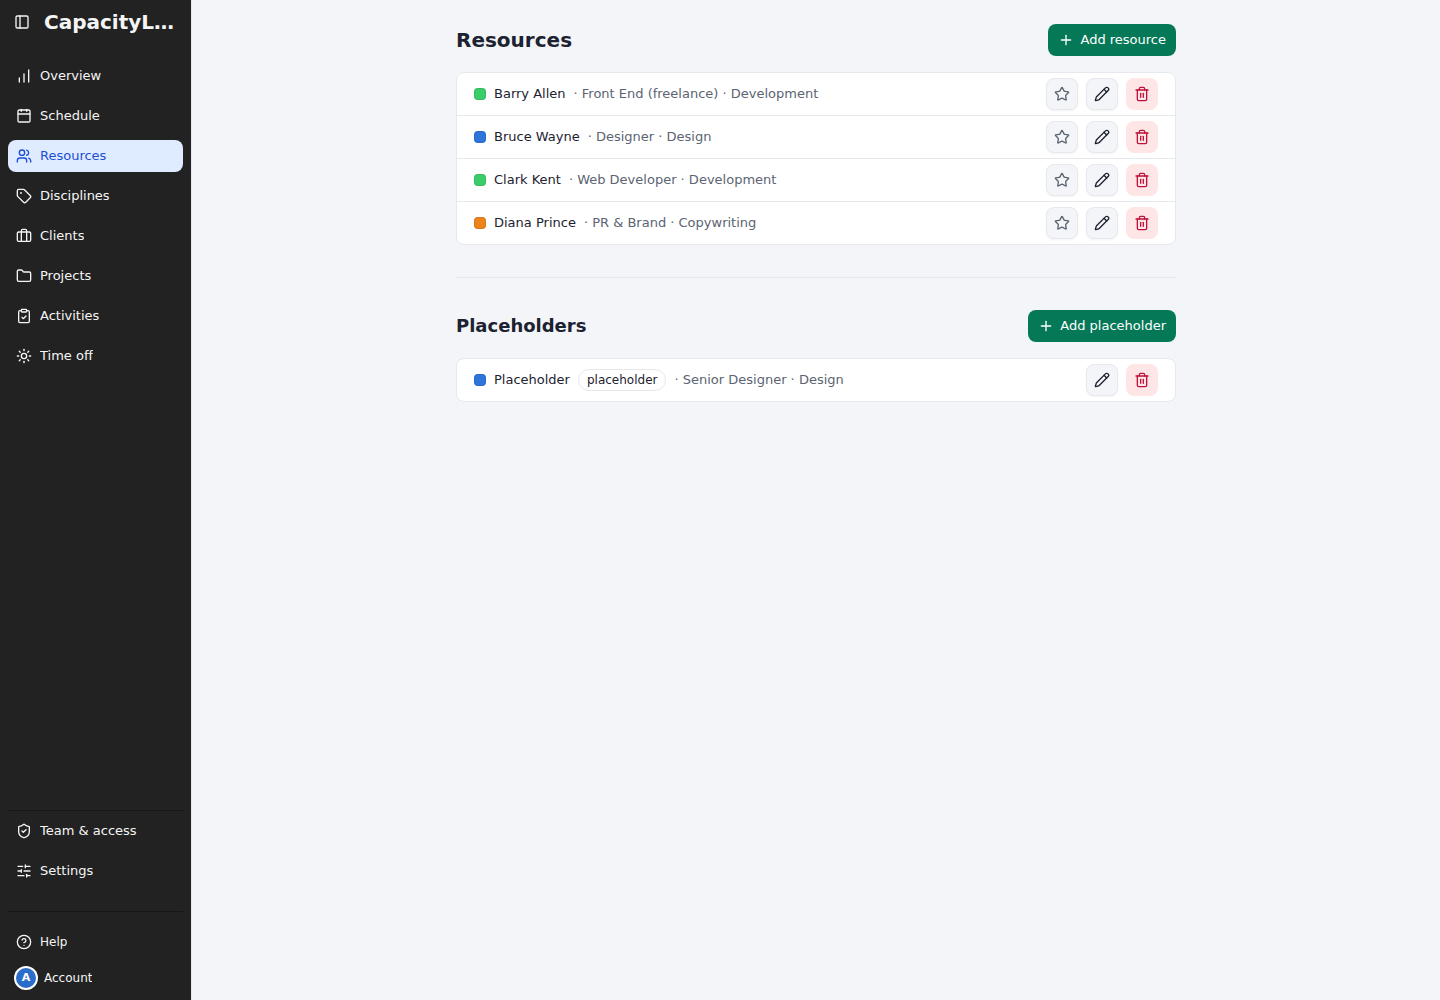 CapacityL...
Overview
Schedule
Resources
Disciplines
Clients
Projects
Activities
Time off
Team & access
Settings
Help
A Account
Resources
Add resource
Barry Allen · Front End (freelance) · Development
Bruce Wayne · Designer · Design
Clark Kent · Web Developer · Development
Diana Prince · PR & Brand · Copywriting
Placeholders
Add placeholder
Placeholder placeholder · Senior Designer · Design